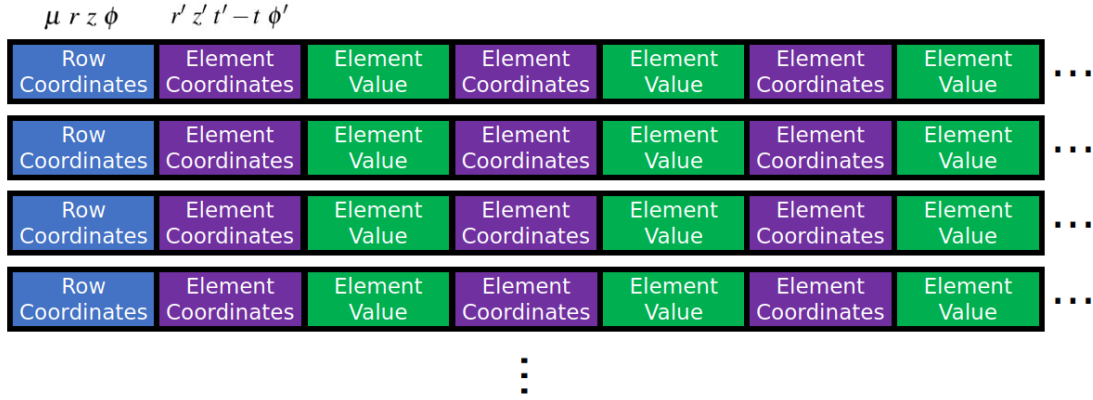 μ r z ϕ r′ z′ t′ − t ϕ′
Row Element Element Element Element Element Element
Coordinates Coordinates Value Coordinates Value Coordinates Value ...
Row Element Element Element Element Element Element
Coordinates Coordinates Value Coordinates Value Coordinates Value ...
Row Element Element Element Element Element Element
Coordinates Coordinates Value Coordinates Value Coordinates Value ...
Row Element Element Element Element Element Element
Coordinates Coordinates Value Coordinates Value Coordinates Value ...
⋮